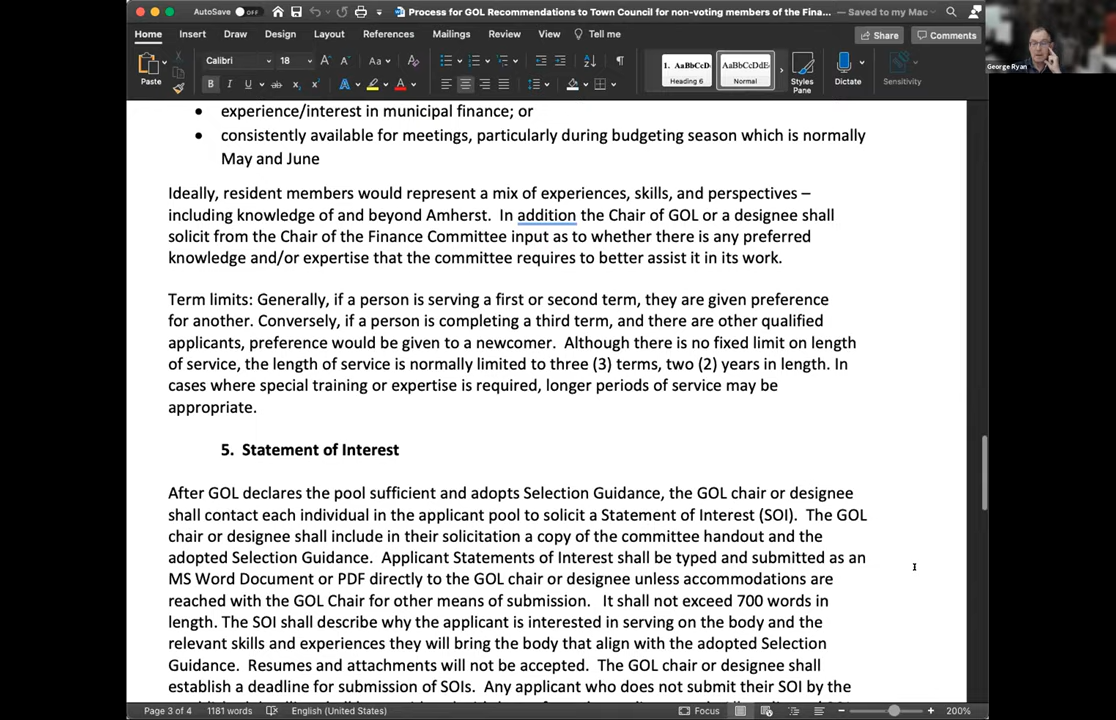 AutoSave OFF
Process for GOL Recommendations to Town Council for non-voting members of the Fina... — Saved to my Mac
Home Insert Draw Design Layout References Mailings Review View Tell me Share Comments
Paste Calibri 18 Aa AaBbCcDdEe Styles Pane Dictate Sensitivity
1. AaBbCcD Heading 6 Normal
George Ryan
experience/interest in municipal finance; or
consistently available for meetings, particularly during budgeting season which is normally
May and June
Ideally, resident members would represent a mix of experiences, skills, and perspectives –
including knowledge of and beyond Amherst. In addition the Chair of GOL or a designee shall
solicit from the Chair of the Finance Committee input as to whether there is any preferred
knowledge and/or expertise that the committee requires to better assist it in its work.
Term limits: Generally, if a person is serving a first or second term, they are given preference
for another. Conversely, if a person is completing a third term, and there are other qualified
applicants, preference would be given to a newcomer. Although there is no fixed limit on length
of service, the length of service is normally limited to three (3) terms, two (2) years in length. In
cases where special training or expertise is required, longer periods of service may be
appropriate.
5. Statement of Interest
After GOL declares the pool sufficient and adopts Selection Guidance, the GOL chair or designee
shall contact each individual in the applicant pool to solicit a Statement of Interest (SOI). The GOL
chair or designee shall include in their solicitation a copy of the committee handout and the
adopted Selection Guidance. Applicant Statements of Interest shall be typed and submitted as an
MS Word Document or PDF directly to the GOL chair or designee unless accommodations are
reached with the GOL Chair for other means of submission. It shall not exceed 700 words in
length. The SOI shall describe why the applicant is interested in serving on the body and the
relevant skills and experiences they will bring the body that align with the adopted Selection
Guidance. Resumes and attachments will not be accepted. The GOL chair or designee shall
establish a deadline for submission of SOIs. Any applicant who does not submit their SOI by the
Page 3 of 4 1181 words English (United States) Focus 200%